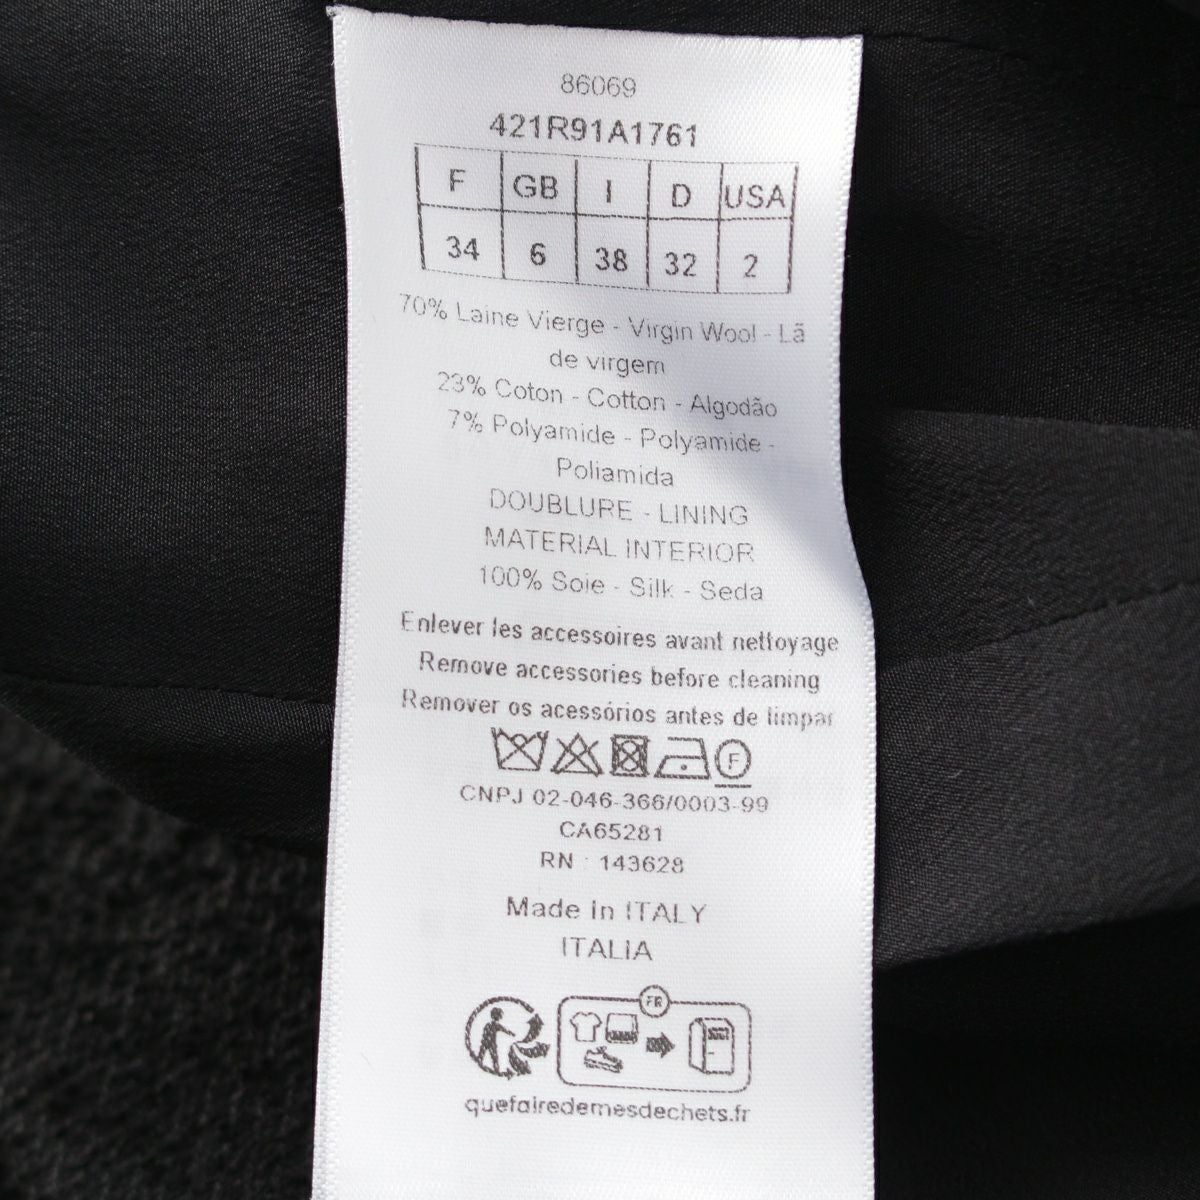 86069
421R91A1761
F GB I D USA
34 6 38 32 2
70% Laine Vierge - Virgin Wool - Lã
de virgem
23% Coton - Cotton - Algodão
7% Polyamide - Polyamide -
Poliamida
DOUBLURE - LINING
MATERIAL INTERIOR
100% Soie - Silk - Seda
Enlever les accessoires avant nettoyage
Remove accessories before cleaning
Remover os acessórios antes de limpar
F
CNPJ 02-046-366/0003-99
CA65281
RN : 143628
Made in ITALY
ITALIA
FR
quefairedemesdechets.fr